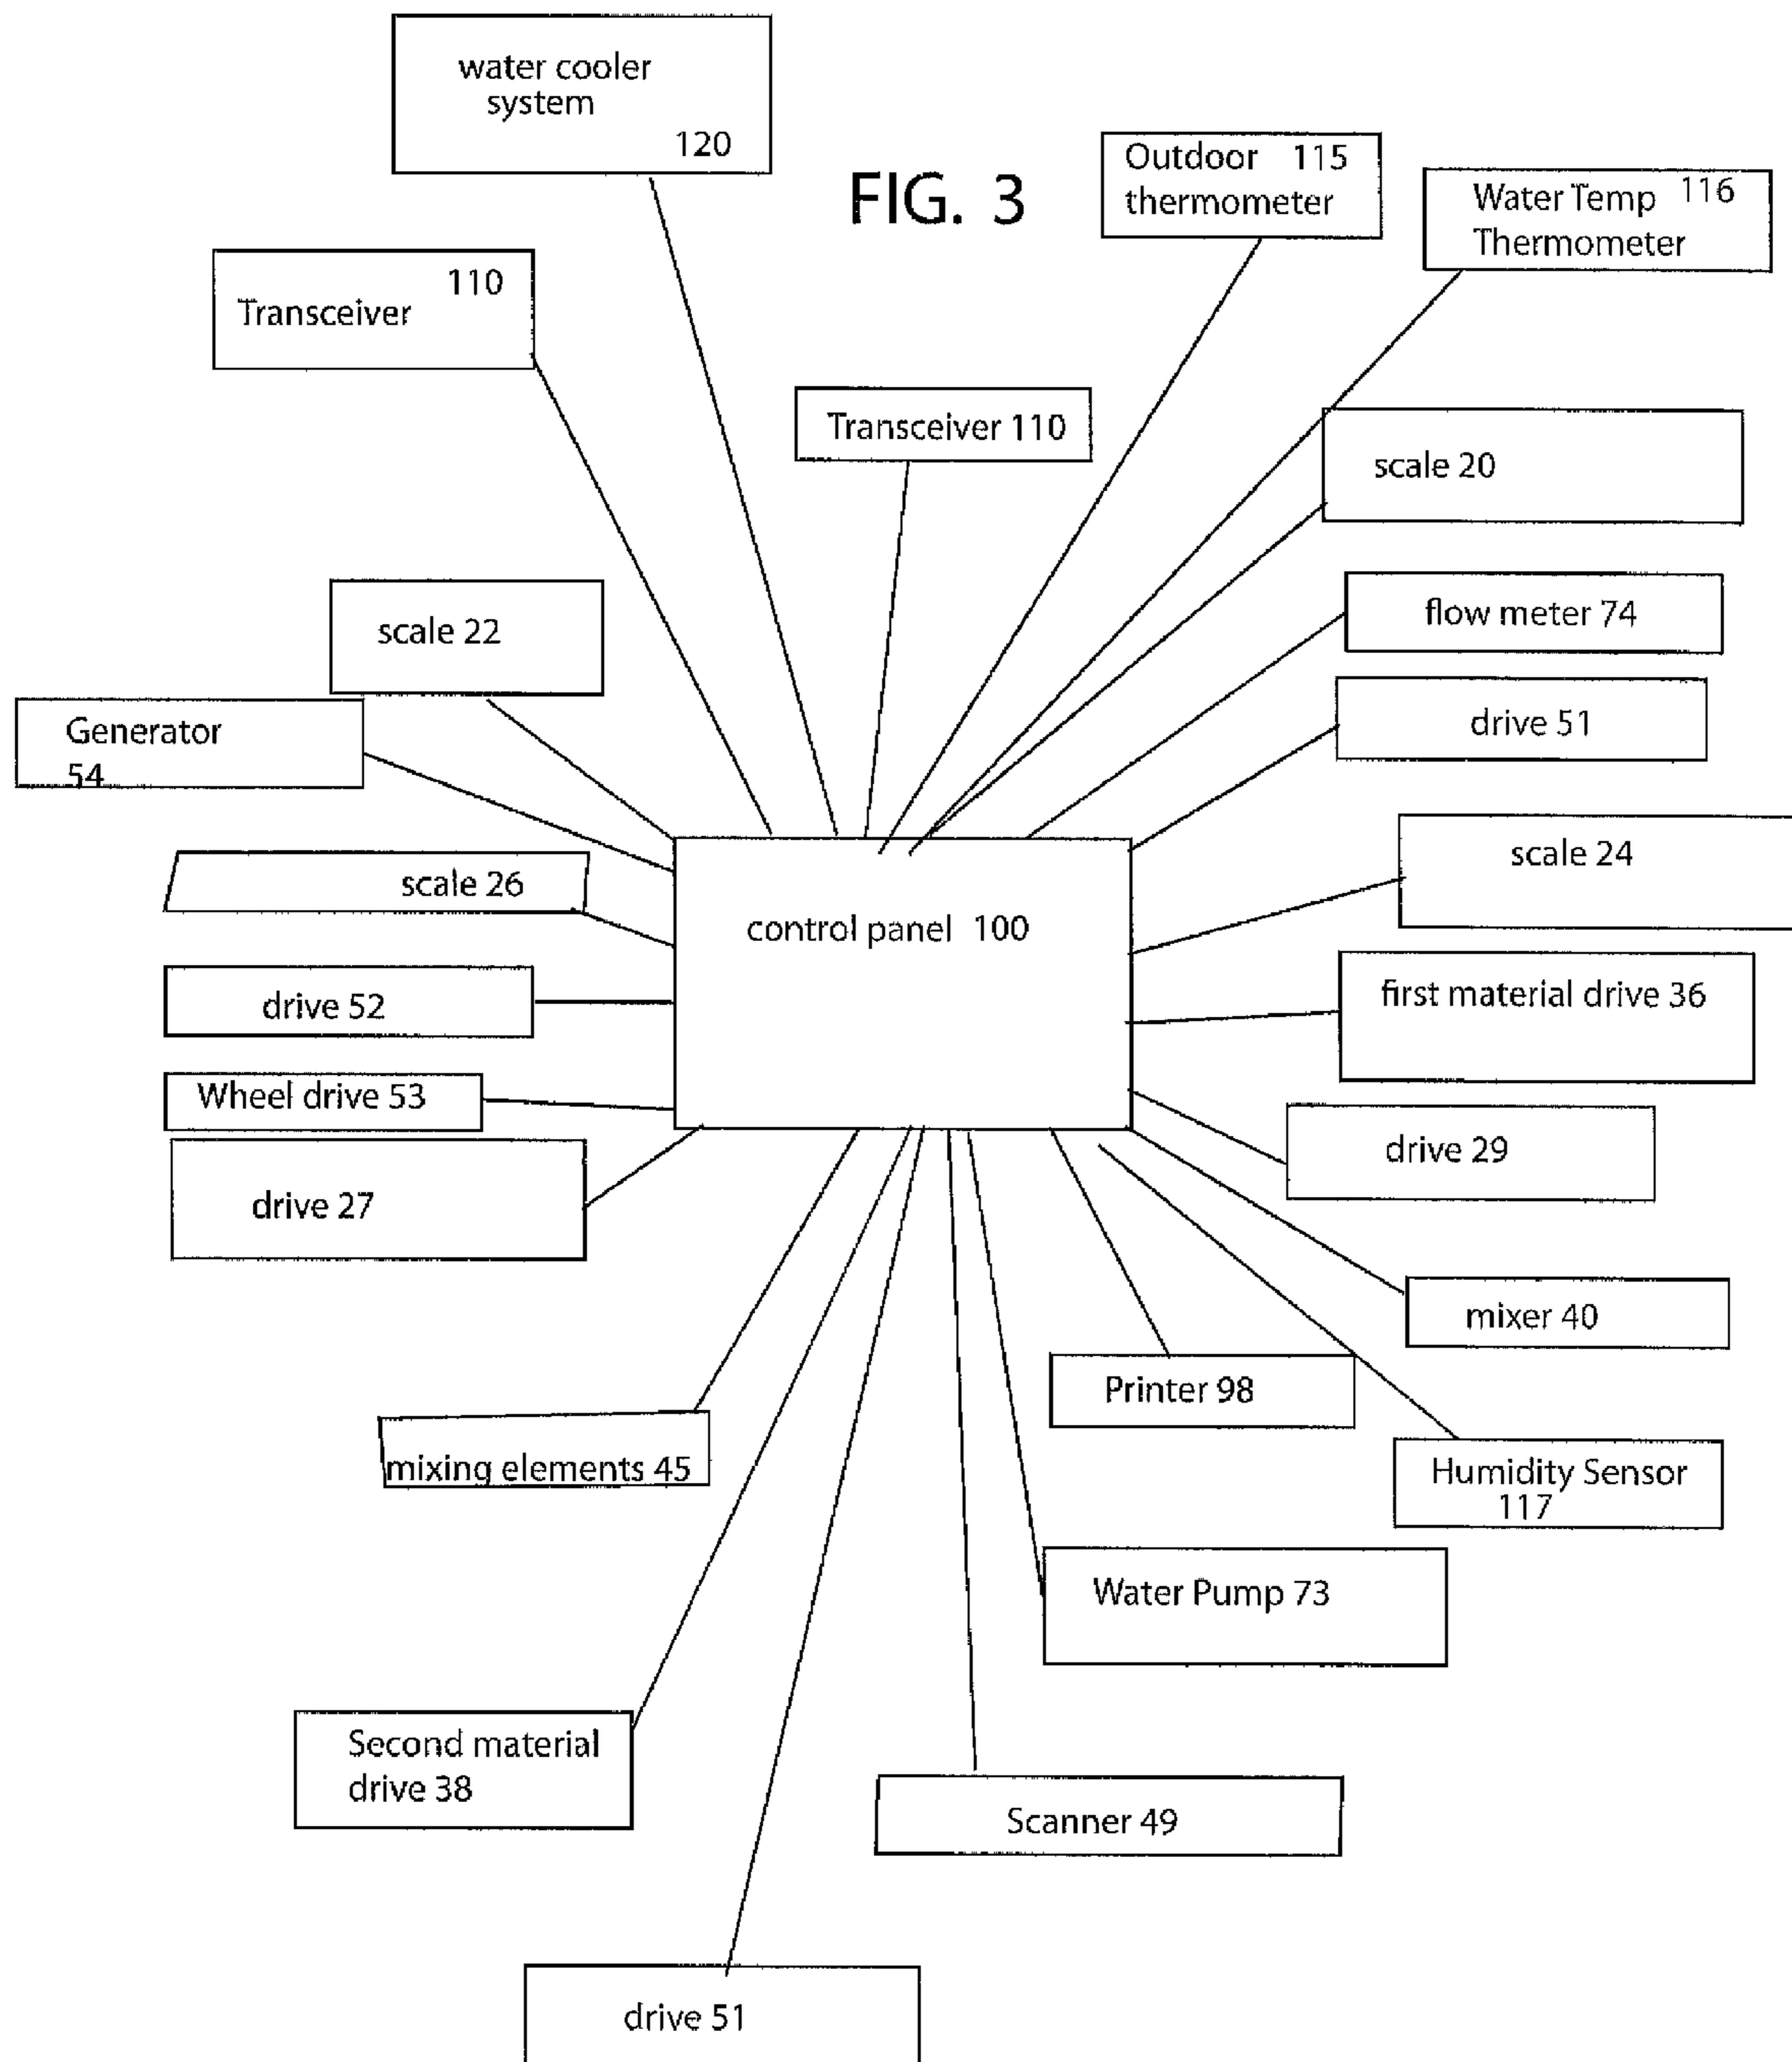 water cooler
system
120
FIG. 3
Outdoor 115
thermometer
Water Temp 116
Thermometer
110
Transceiver
Transceiver 110
scale 20
scale 22
flow meter 74
Generator
54
drive 51
scale 26
scale 24
control panel 100
drive 52
first material drive 36
Wheel drive 53
drive 29
drive 27
mixer 40
Printer 98
mixing elements 45
Humidity Sensor
117
Water Pump 73
Second material
drive 38
Scanner 49
drive 51